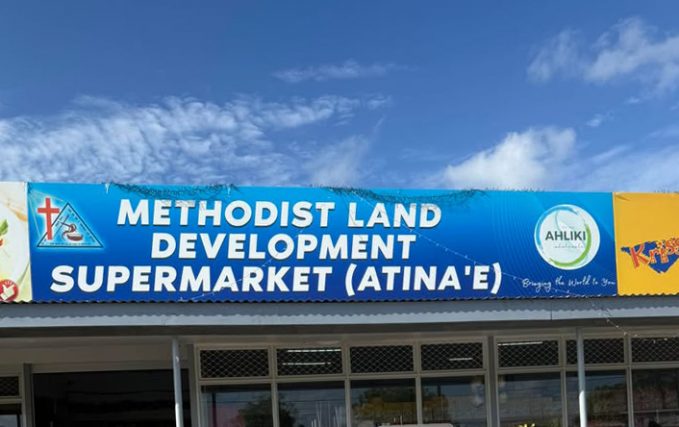 METHODIST LAND
DEVELOPMENT
SUPERMARKET (ATINA'E)
AHLIKI
Bringing the World to You